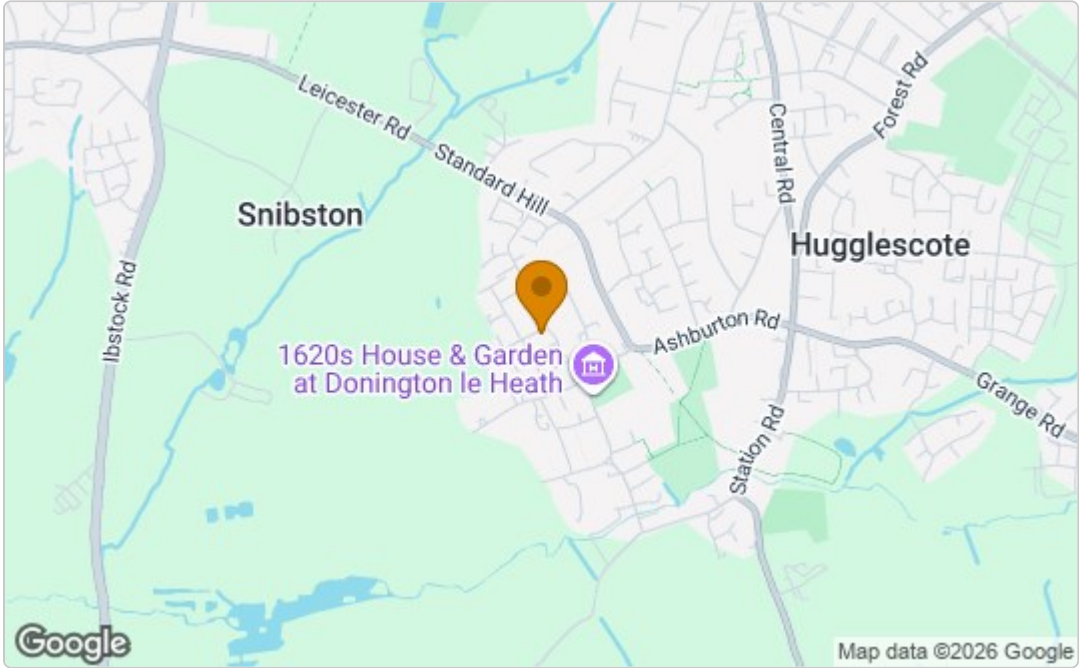 Leicester Rd
Standard Hill
Central Rd
Forest Rd
Snibston
Hugglescote
Ibstock Rd
Ashburton Rd
1620s House & Garden
at Donington le Heath
Grange Rd
Station Rd
Google
Map data ©2026 Google